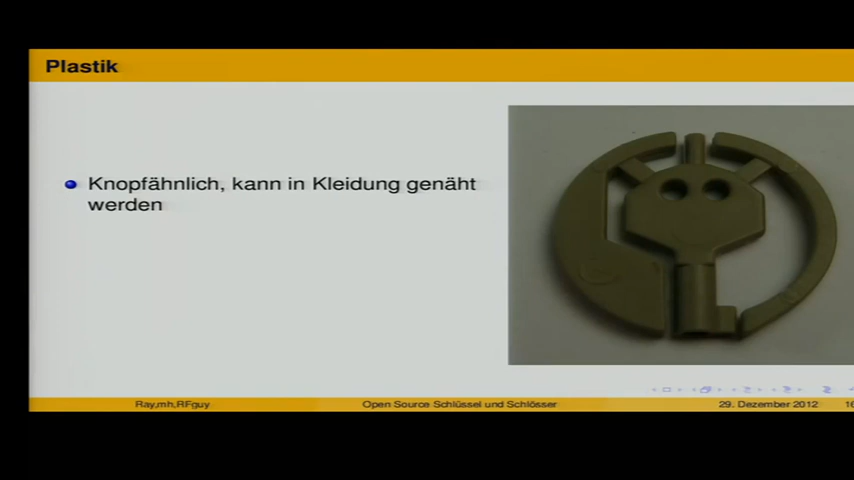 Plastik
Knopfähnlich, kann in Kleidung genäht
werden
Ray,mh,RFguy
Open Source Schlüssel und Schlösser
29. Dezember 2012